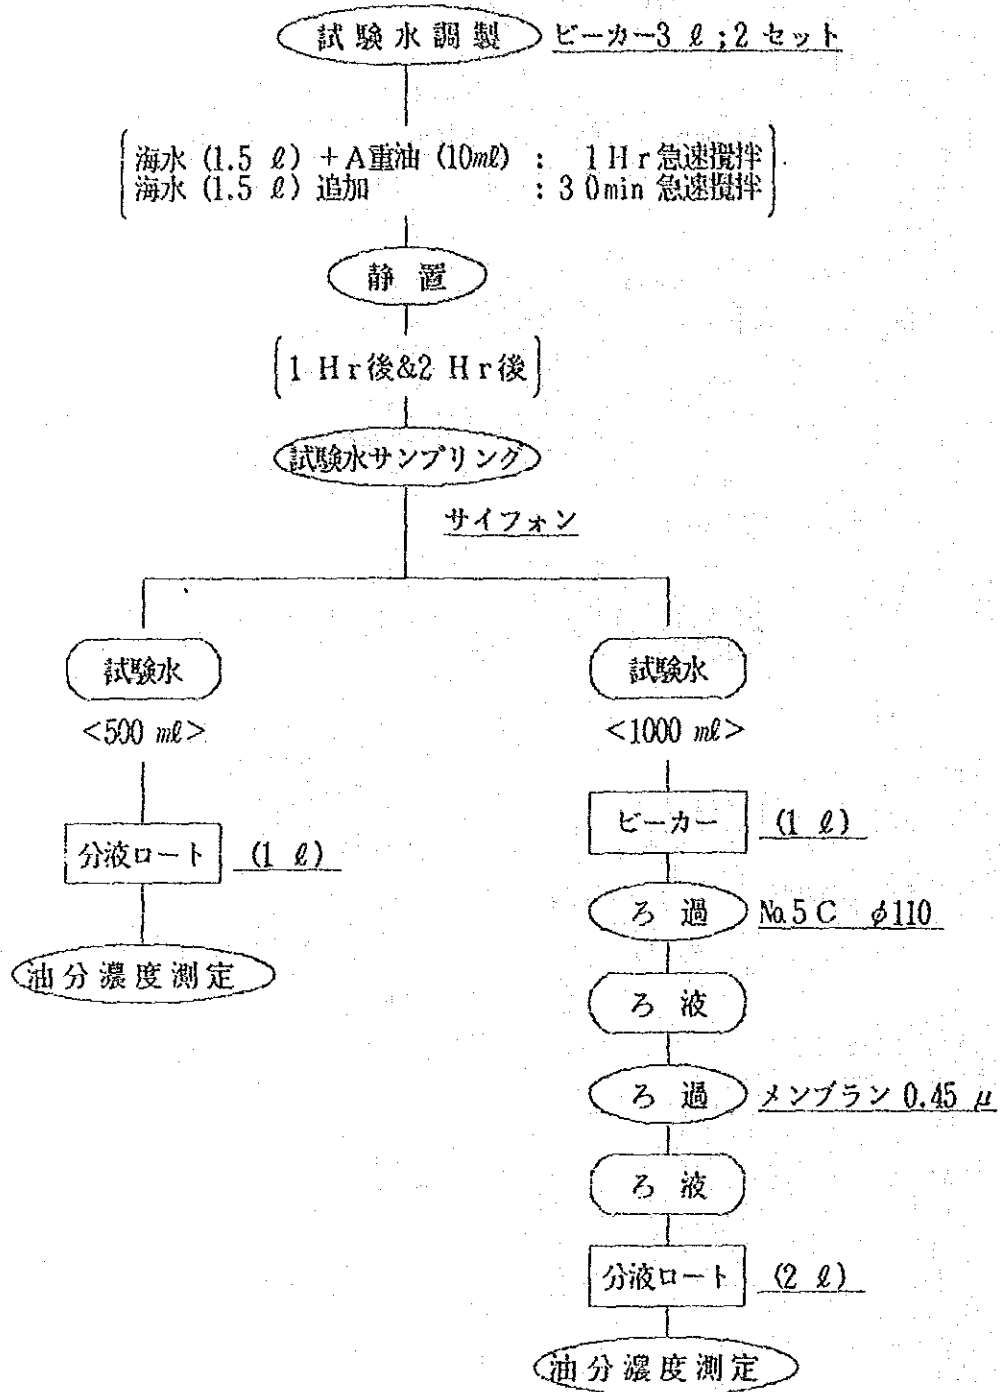 試験水調製 ビーカー3 ℓ ; 2 セット
海水 (1.5 ℓ) + A重油 (10mℓ) : 1 Hr 急速攪拌
海水 (1.5 ℓ) 追加 : 30min 急速攪拌
静 置
1 Hr後&2 Hr後
試験水サンプリング
サイフォン
試験水
<500 mℓ>
分液ロート (1 ℓ)
油分濃度測定
試験水
<1000 mℓ>
ビーカー (1 ℓ)
ろ 過 No.5C φ110
ろ 液
ろ 過 メンブラン 0.45 μ
ろ 液
分液ロート (2 ℓ)
油分濃度測定